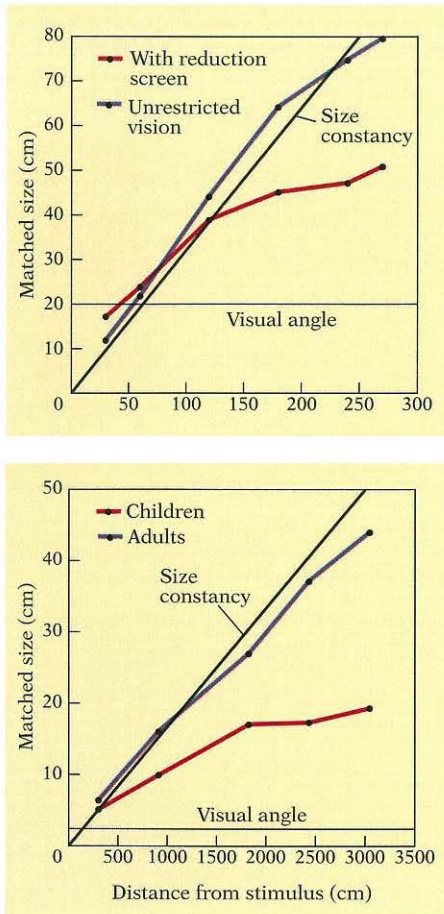 80
70
60
50
40
30
20
10
With reduction
screen
Unrestricted
vision
Size
constancy
Visual angle
Matched size (cm)
0 50 100 150 200 250 300
50
40
30
20
10
Children
Adults
Size
constancy
Visual angle
Matched size (cm)
0 500 1000 1500 2000 2500 3000 3500
Distance from stimulus (cm)